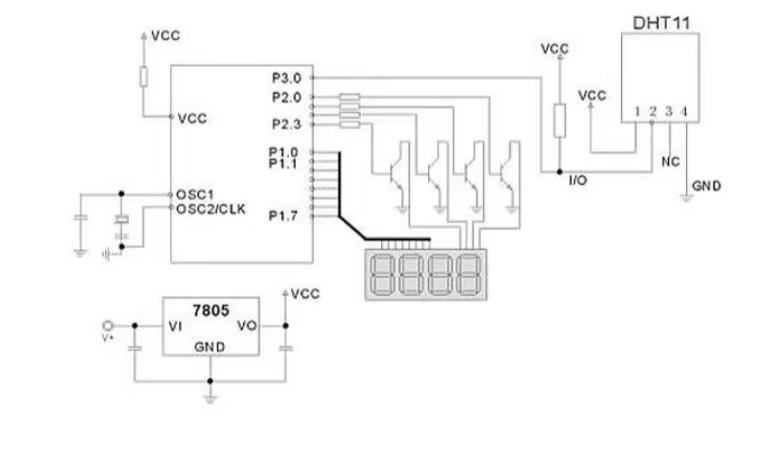 DHT11
VCC
VCC
P3.0
P2.0
VCC
VCC
P2.3
1 2 3 4
P1.0
P1.1
NC
I/O
GND
OSC1
OSC2/CLK
P1.7
VCC
7805
VI
VO
V+
GND